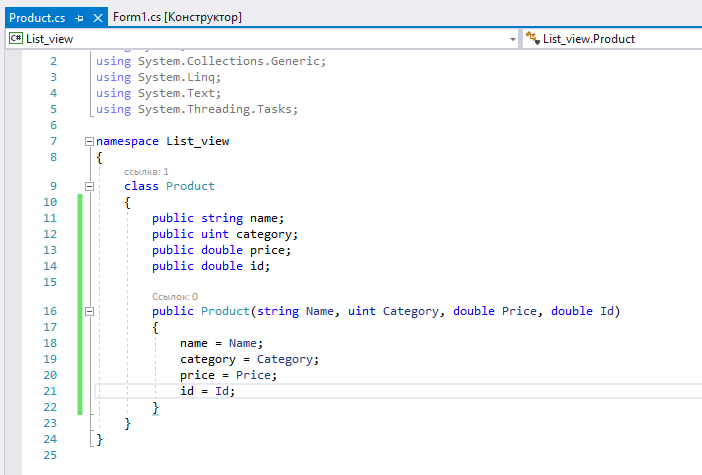 Product.cs
Form1.cs [Конструктор]
C# List_view
List_view.Product
2 using System.Collections.Generic;
3 using System.Linq;
4 using System.Text;
5 using System.Threading.Tasks;
6
7 namespace List_view
8 {
ссылка: 1
9 class Product
10 {
11 public string name;
12 public uint category;
13 public double price;
14 public double id;
15
Ссылок: 0
16 public Product(string Name, uint Category, double Price, double Id)
17 {
18 name = Name;
19 category = Category;
20 price = Price;
21 id = Id;
22 }
23 }
24 }
25